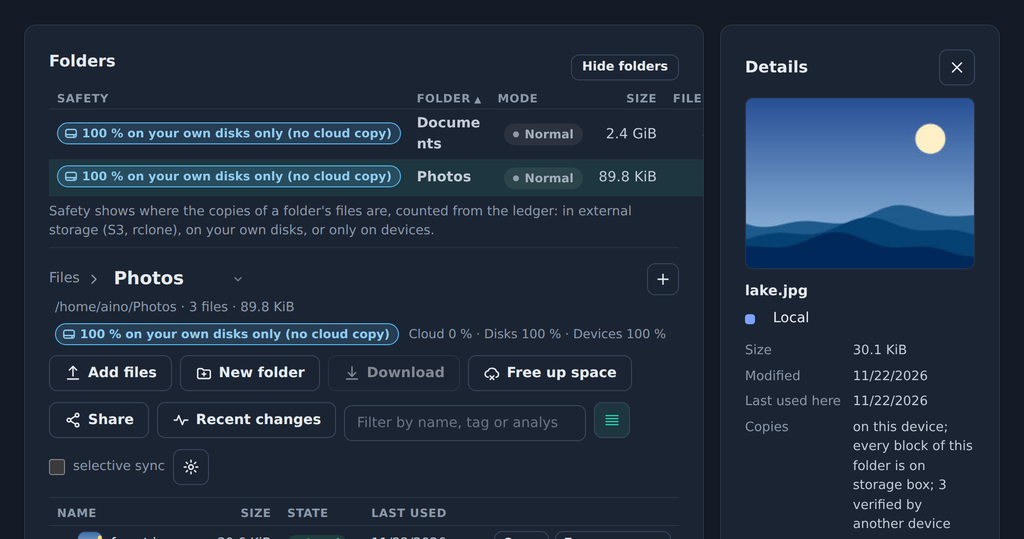 Folders
Hide folders
SAFETY FOLDER ▲ MODE SIZE FILE
100 % on your own disks only (no cloud copy) Docume
nts Normal 2.4 GiB
100 % on your own disks only (no cloud copy) Photos Normal 89.8 KiB
Safety shows where the copies of a folder's files are, counted from the ledger: in external
storage (S3, rclone), on your own disks, or only on devices.
Files > Photos
/home/aino/Photos · 3 files · 89.8 KiB
100 % on your own disks only (no cloud copy) Cloud 0 % · Disks 100 % · Devices 100 %
Add files New folder Download Free up space
Share Recent changes Filter by name, tag or analys
selective sync
NAME SIZE STATE LAST USED
Details
lake.jpg
Local
Size 30.1 KiB
Modified 11/22/2026
Last used here 11/22/2026
Copies on this device;
every block of this
folder is on
storage box; 3
verified by
another device